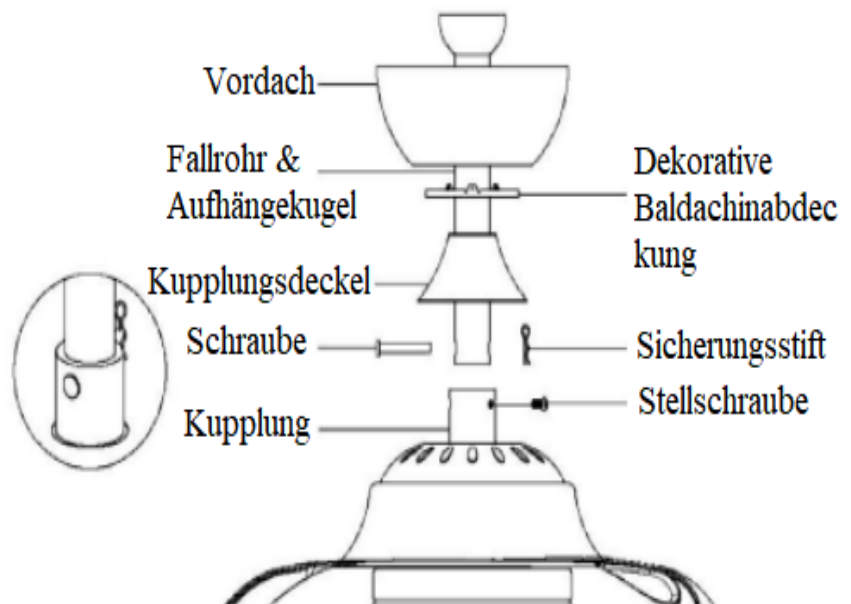 Vordach
Fallrohr &
Aufhängekugel
Dekorative
Baldachinabdec
kung
Kupplungsdeckel
Schraube
Sicherungsstift
Stellschraube
Kupplung